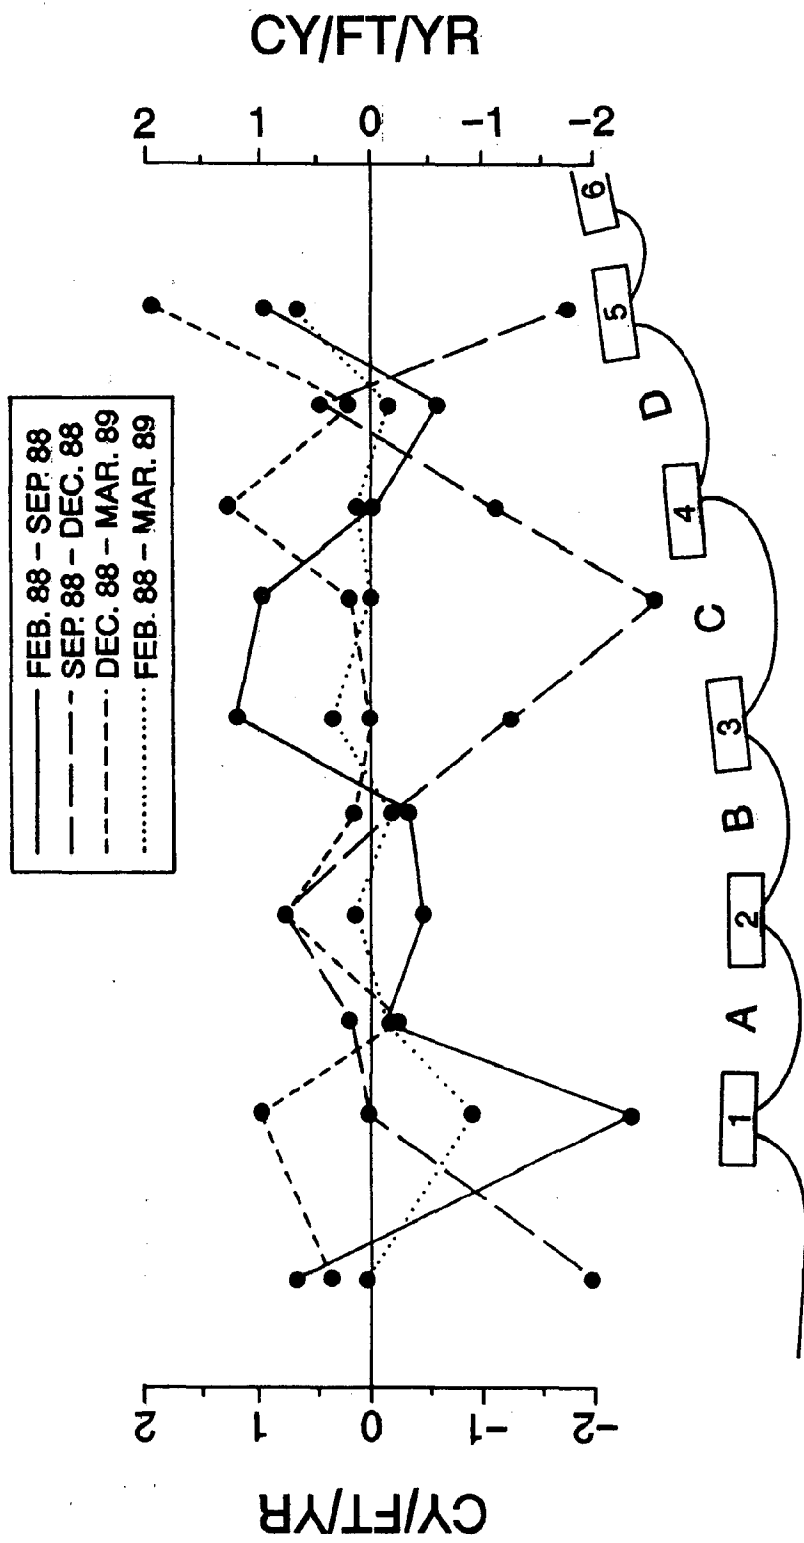 CY/FT/YR
2 1 0 -1 -2
FEB. 88 – SEP. 88
SEP. 88 – DEC. 88
DEC. 88 – MAR. 89
FEB. 88 – MAR. 89
1 A 2 B 3 C 4 D 5 6
2 1 0 -1 -2
CY/FT/YR